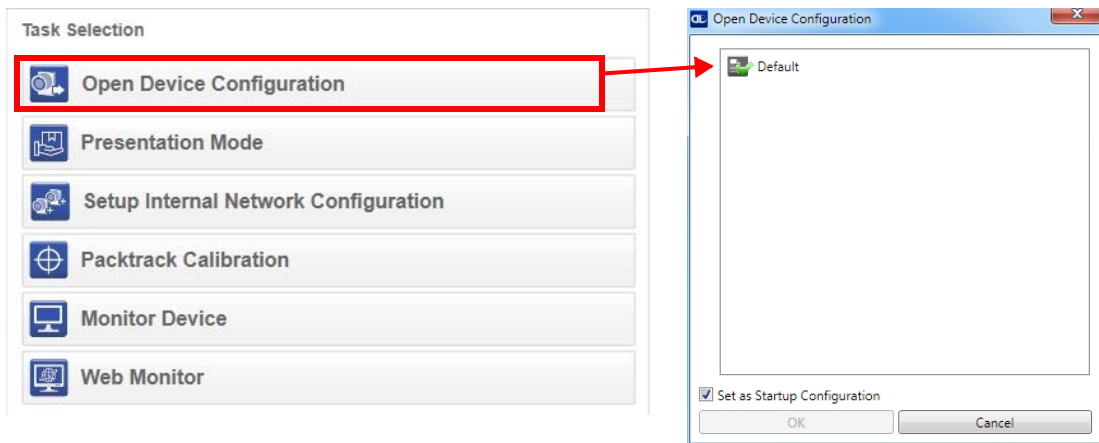 Task Selection
Open Device Configuration
Presentation Mode
Setup Internal Network Configuration
Packtrack Calibration
Monitor Device
Web Monitor
DL Open Device Configuration
Default
Set as Startup Configuration
OK Cancel